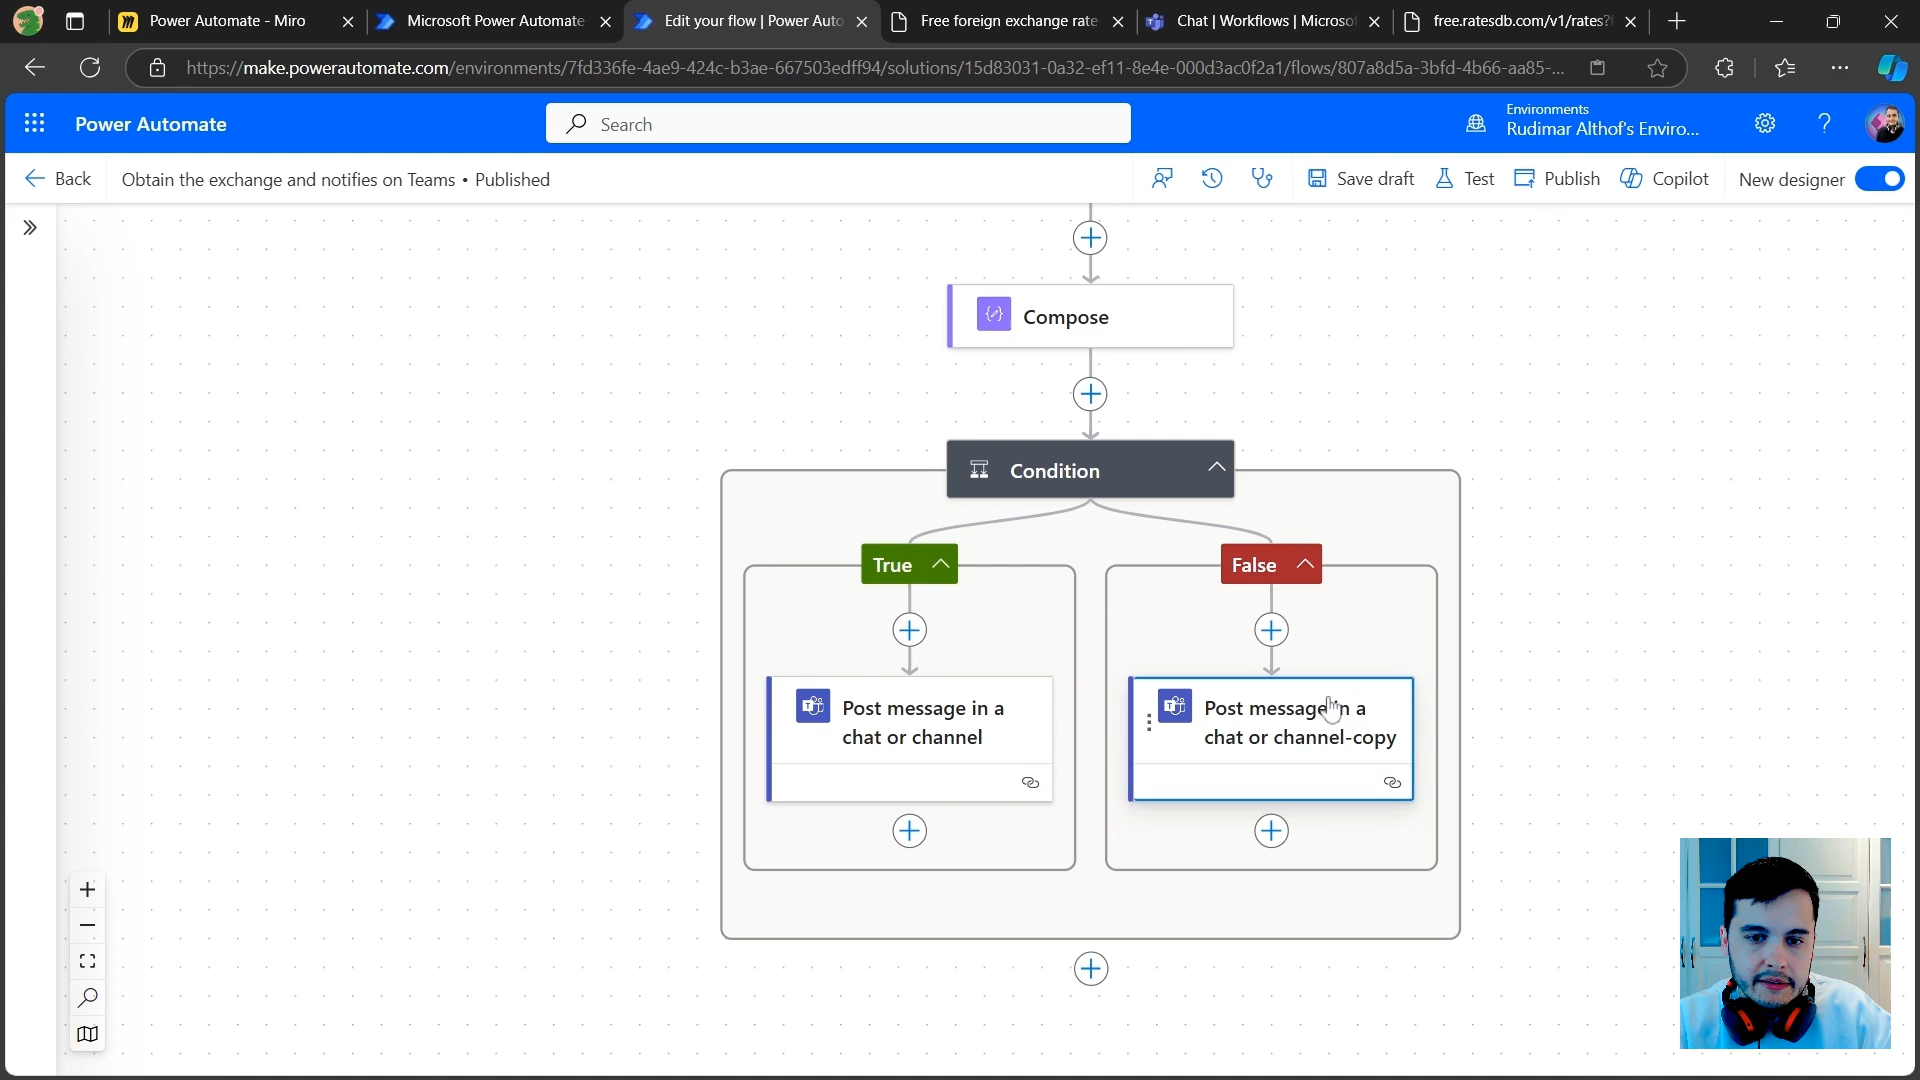 Power Automate - Miro
Microsoft Power Automate
Edit your flow | Power Auto
Free foreign exchange rate
Chat | Workflows | Microso
free.ratesdb.com/v1/rates?f
https://make.powerautomate.com/environments/7fd336fe-4ae9-424c-b3ae-667503edff94/solutions/15d83031-0a32-ef11-8e4e-000d3ac0f2a1/flows/807a8d5a-3bfd-4b66-aa85-...
Power Automate
Search
Environments
Rudimar Althof's Enviro...
Back
Obtain the exchange and notifies on Teams • Published
Save draft
Test
Publish
Copilot
New designer
Compose
Condition
True
False
Post message in a
chat or channel
Post message in a
chat or channel-copy